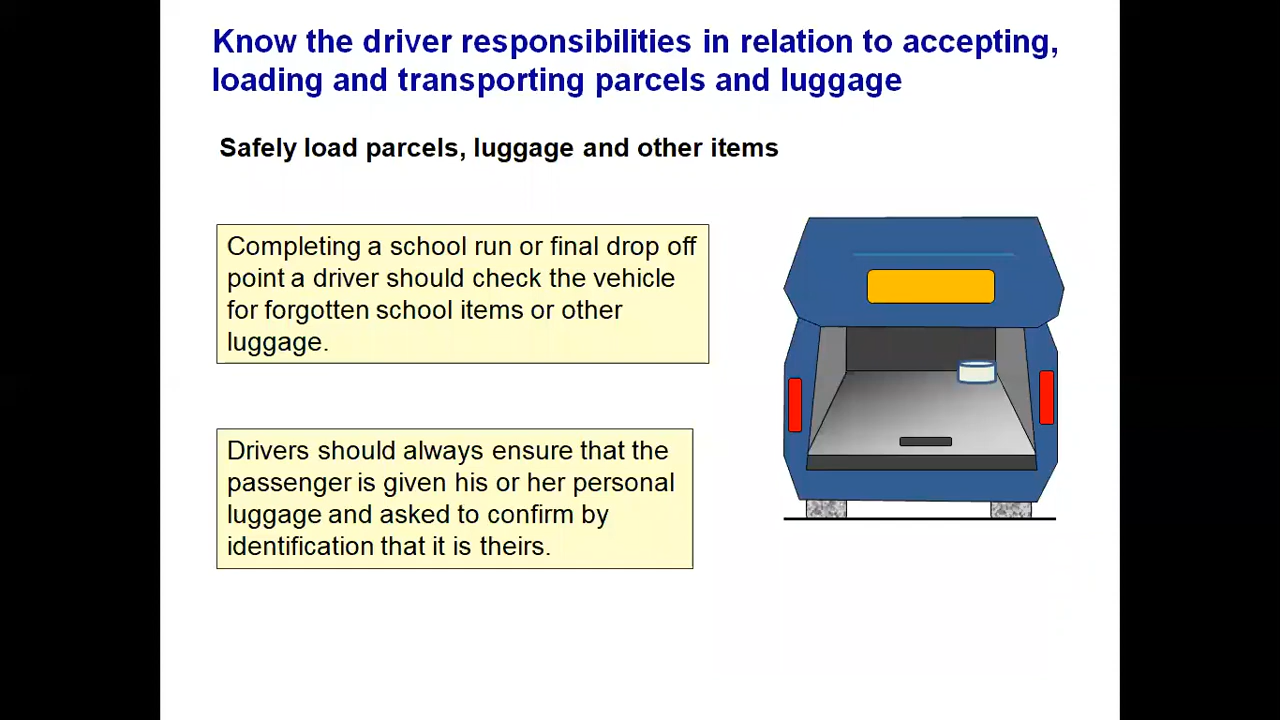 Know the driver responsibilities in relation to accepting,
loading and transporting parcels and luggage
Safely load parcels, luggage and other items
Completing a school run or final drop off
point a driver should check the vehicle
for forgotten school items or other
luggage.
Drivers should always ensure that the
passenger is given his or her personal
luggage and asked to confirm by
identification that it is theirs.